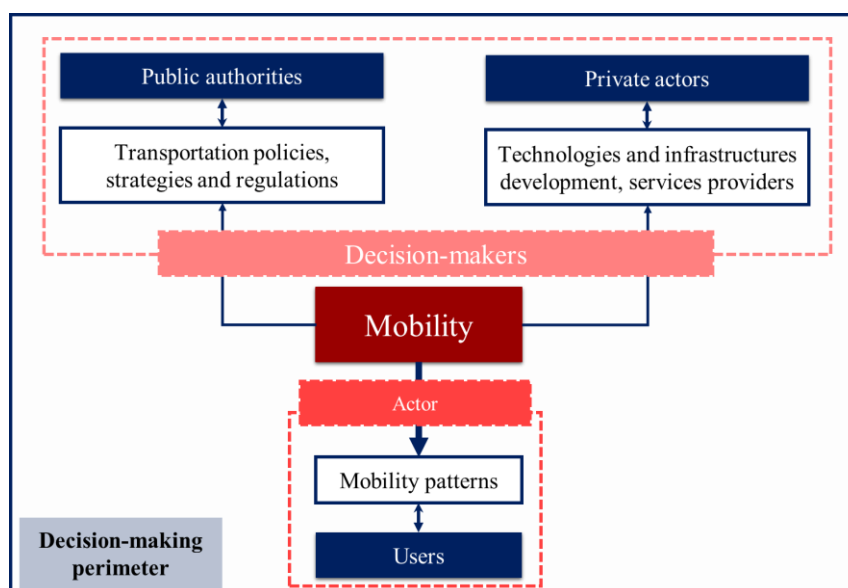 Public authorities
Private actors
Transportation policies,
strategies and regulations
Technologies and infrastructures
development, services providers
Decision-makers
Mobility
Actor
Mobility patterns
Users
Decision-making
perimeter